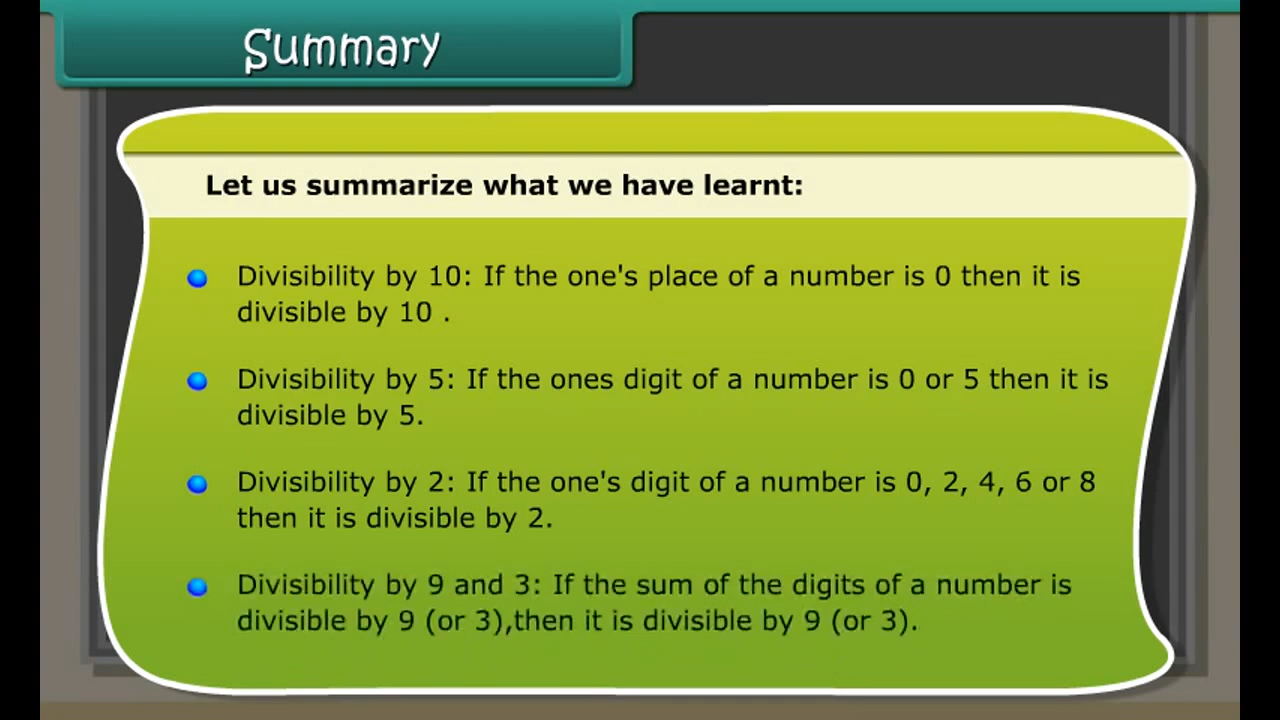 Summary
Let us summarize what we have learnt:
Divisibility by 10: If the one's place of a number is 0 then it is
divisible by 10 .
Divisibility by 5: If the ones digit of a number is 0 or 5 then it is
divisible by 5.
Divisibility by 2: If the one's digit of a number is 0, 2, 4, 6 or 8
then it is divisible by 2.
Divisibility by 9 and 3: If the sum of the digits of a number is
divisible by 9 (or 3),then it is divisible by 9 (or 3).